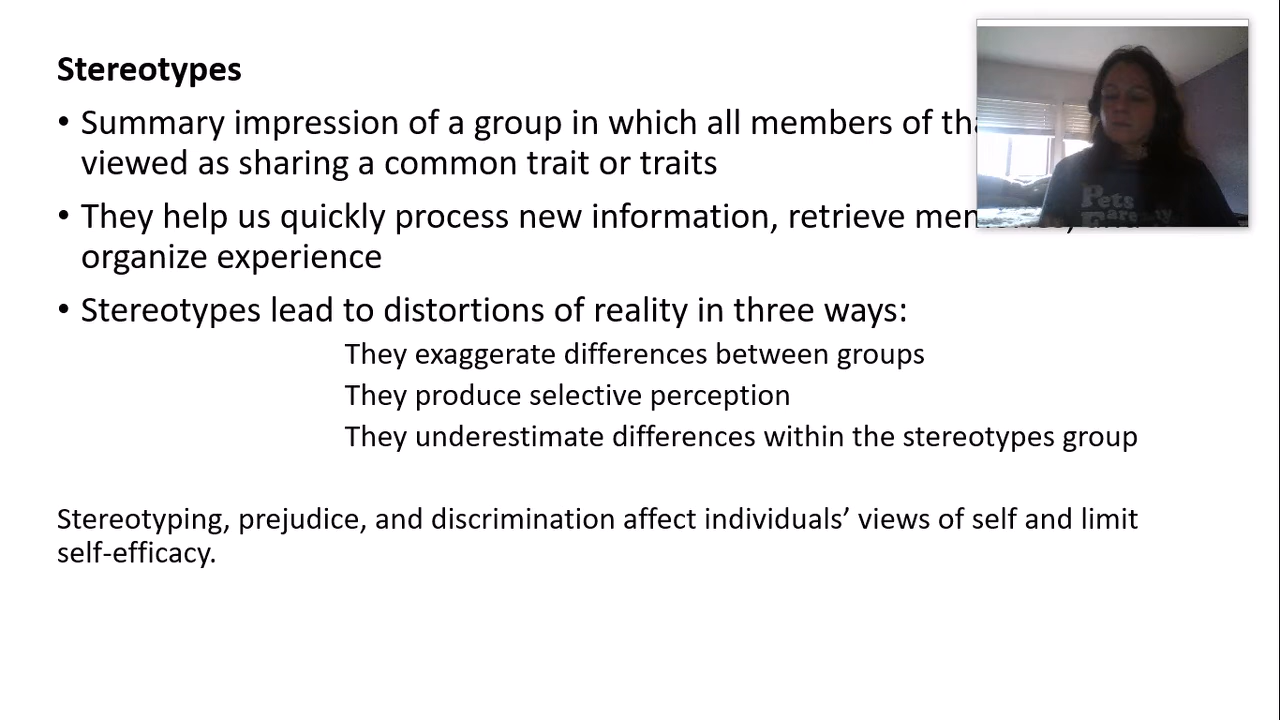 Stereotypes
• Summary impression of a group in which all members of
viewed as sharing a common trait or traits
• They help us quickly process new information, retrieve
organize experience
• Stereotypes lead to distortions of reality in three ways:
They exaggerate differences between groups
They produce selective perception
They underestimate differences within the stereotypes group
Stereotyping, prejudice, and discrimination affect individuals’ views of self and limit
self-efficacy.
Pets
are